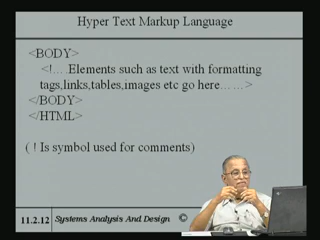 Hyper Text Markup Language
<BODY>
<!... .Elements such as text with formatting
tags,links,tables,images etc go here……>
</BODY>
</HTML>
( ! Is symbol used for comments)
11.2.12 Systems Analysis And Design ©